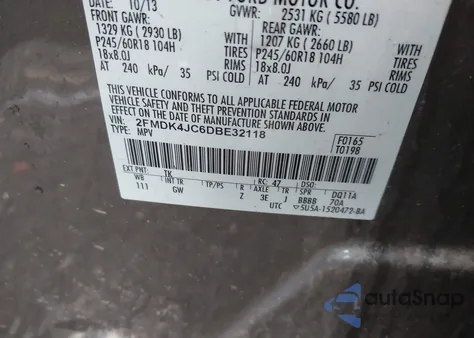 10/13
FORD MOTOR CO.
GVWR: 2531 KG ( 5580 LB)
FRONT GAWR:
1329 KG ( 2930 LB)
P245/60R18 104H
18x8.0J
WITH
TIRES
RIMS
AT 240 kPa/ 35 PSI COLD
REAR GAWR:
1207 KG ( 2660 LB)
P245/60R18 104H
18x8.0J
WITH
TIRES
RIMS
AT 240 kPa/ 35 PSI COLD
THIS VEHICLE CONFORMS TO ALL APPLICABLE FEDERAL MOTOR
VEHICLE SAFETY AND THEFT PREVENTION STANDARDS IN
EFFECT ON THE DATE OF MANUFACTURE SHOWN ABOVE.
VIN: 2FMDK4JC6DBE32118
TYPE: MPV
F0165
T0198
EXT PNT: TK RC: 47 DSO:
WB TP/PS R AXLE TR SPR DQ11A
111 GW Z 3E J BBBB 70A
UTC 5U5A-1520472-BA
autoSnap